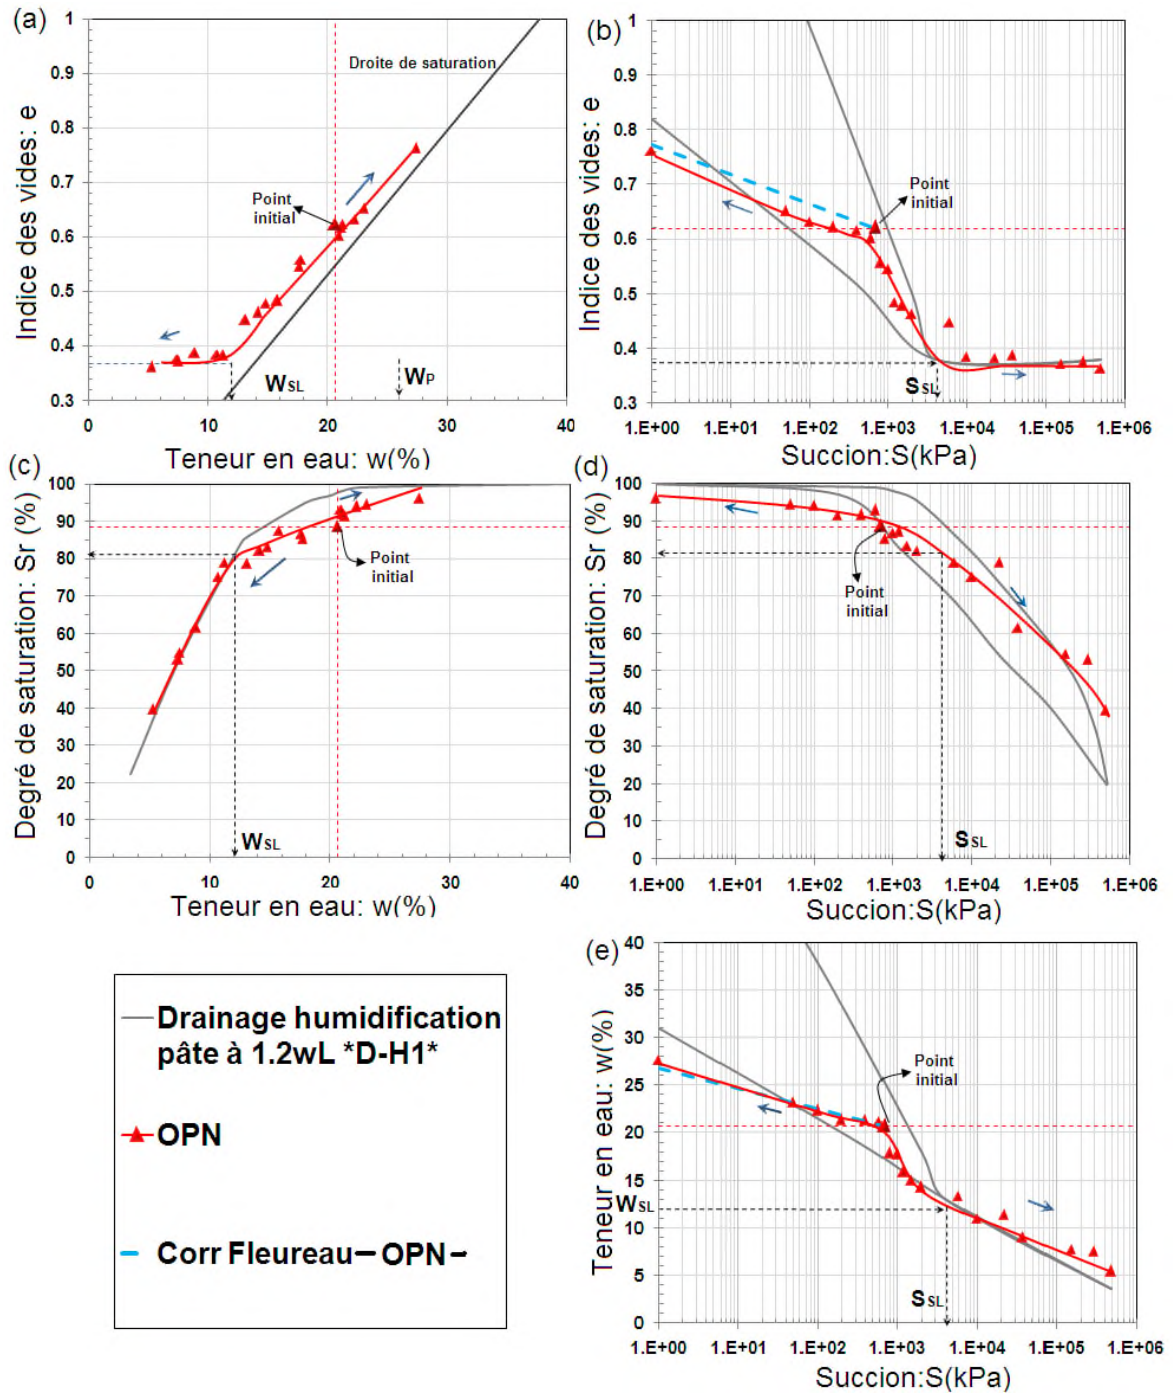 (a)
Indice des vides: e
1
0.9
0.8
0.7
0.6
0.5
0.4
0.3
Droite de saturation
Point
initial
WSL
WP
0 10 20 30 40
Teneur en eau: w(%)
(b)
Indice des vides: e
1
0.9
0.8
0.7
0.6
0.5
0.4
0.3
Point
initial
SSL
1.E+00 1.E+01 1.E+02 1.E+03 1.E+04 1.E+05 1.E+06
Succion:S(kPa)
(c)
Degré de saturation: Sr (%)
100
90
80
70
60
50
40
30
20
10
0
Point
initial
WSL
0 10 20 30 40
Teneur en eau: w(%)
(d)
Degré de saturation: Sr (%)
100
90
80
70
60
50
40
30
20
10
0
Point
initial
SSL
1.E+00 1.E+01 1.E+02 1.E+03 1.E+04 1.E+05 1.E+06
Succion:S(kPa)
Drainage humidification
pâte à 1.2wL *D-H1*
OPN
Corr Fleureau — OPN -
(e)
Teneur en eau: w(%)
40
35
30
25
20
15
10
5
0
Point
initial
WSL
SSL
1.E+00 1.E+01 1.E+02 1.E+03 1.E+04 1.E+05 1.E+06
Succion:S(kPa)